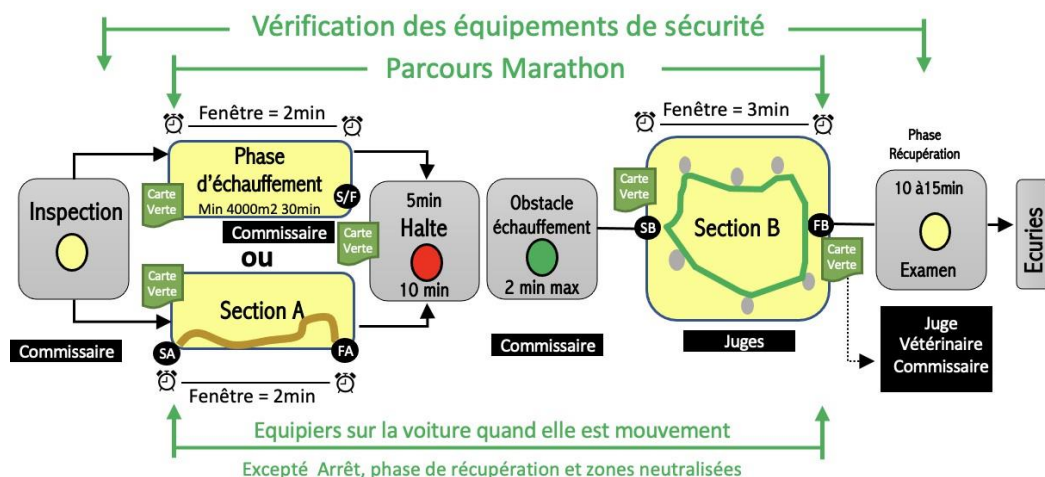 Vérification des équipements de sécurité
Parcours Marathon
Fenêtre = 2min
Fenêtre = 3min
Phase
Récupération
Phase
d'échauffement
Min 4000m2 30min
S/F
Carte
Verte
Commissaire
ou
Inspection
Commissaire
Carte
Verte
Section A
SA
FA
Fenêtre = 2min
Carte
Verte
5min
Halte
10 min
Obstacle
échauffement
2 min max
Commissaire
Carte
Verte
SB
Section B
FB
Juges
Carte
Verte
10 à15min
Examen
Ecuries
Juge
Vétérinaire
Commissaire
Equipiers sur la voiture quand elle est mouvement
Excepté Arrêt, phase de récupération et zones neutralisées